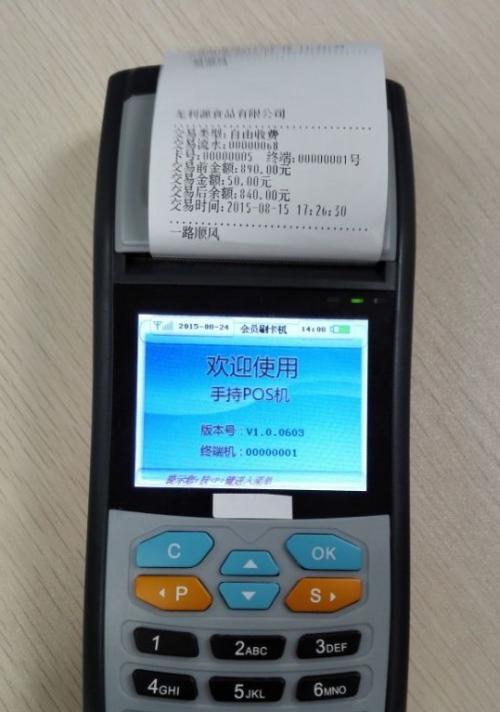 一路顺风
利源食品有限公司
交易类型:自由收费
交易流水:00000068
卡号:00000005 终端:00000001号
交易前金额:890.00元
交易金额:50.00元
交易后余额:840.00元
交易时间:2015-08-15 17:26:30
一路顺风
2015-08-24 会员刷卡机 14:08
欢迎使用
手持POS机
版本号:V1.0.0603
终端机:00000001
C OK
P S
1 2ABC 3DEF
4GHI 5JKL 6MNO